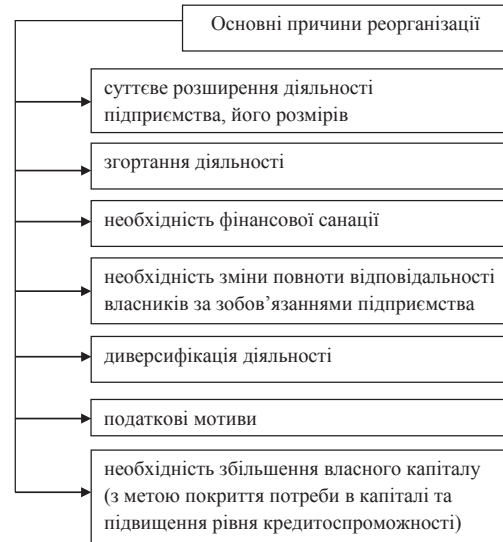 Основні причини реорганізації
суттєве розширення діяльності
підприємства, його розмірів
згортання діяльності
необхідність фінансової санації
необхідність зміни повноти відповідальності
власників за зобов’язаннями підприємства
диверсифікація діяльності
податкові мотиви
необхідність збільшення власного капіталу
(з метою покриття потреби в капіталі та
підвищення рівня кредитоспроможності)